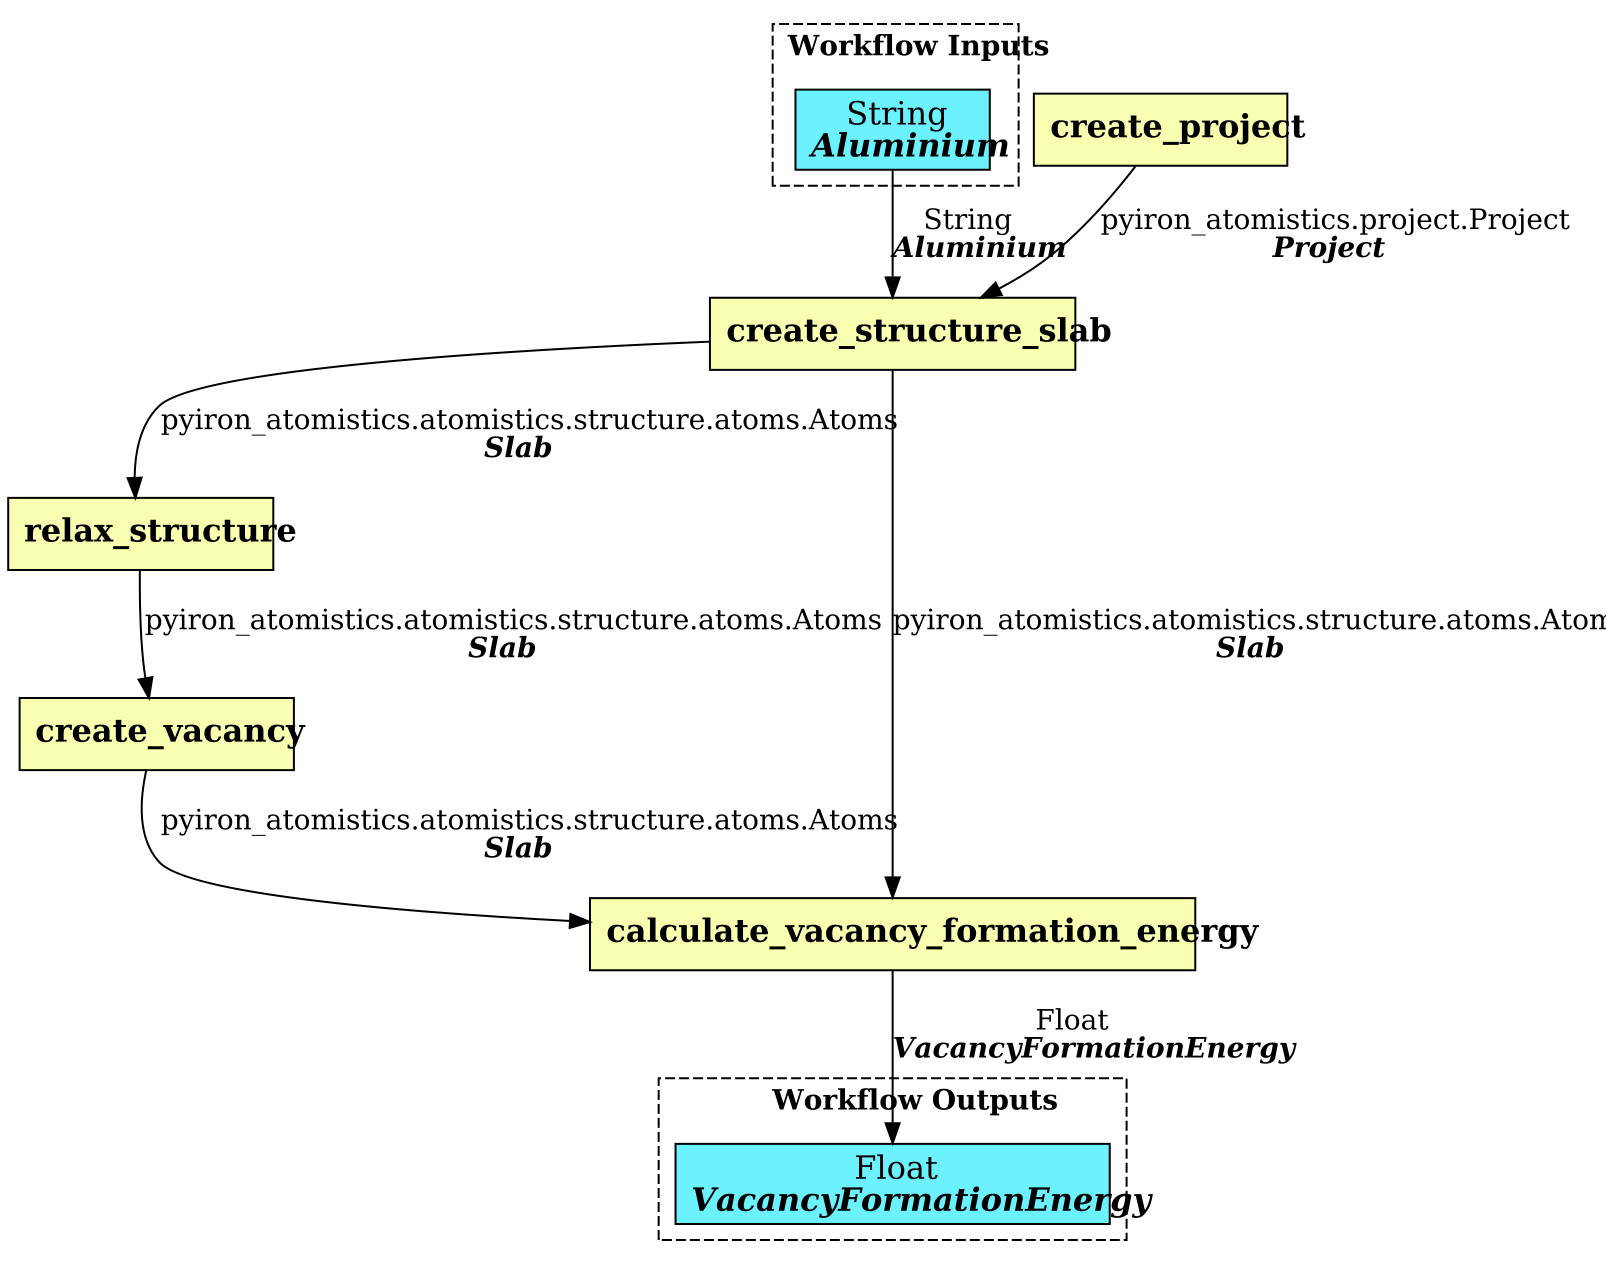 Workflow Inputs
String
Aluminium
create_project
String
Aluminium
pyiron_atomistics.project.Project
Project
create_structure_slab
pyiron_atomistics.atomistics.structure.atoms.Atoms
Slab
relax_structure
pyiron_atomistics.atomistics.structure.atoms.Atoms
Slab
pyiron_atomistics.atomistics.structure.atoms.Atom
Slab
create_vacancy
pyiron_atomistics.atomistics.structure.atoms.Atoms
Slab
calculate_vacancy_formation_energy
Float
VacancyFormationEnergy
Workflow Outputs
Float
VacancyFormationEnergy